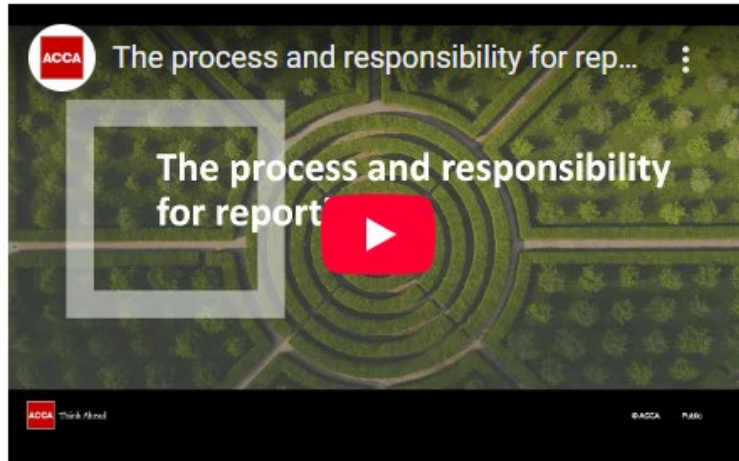 ACCA
The process and responsibility for rep...
The process and responsibility
for report
ACCA Think Ahead
© ACCA Public